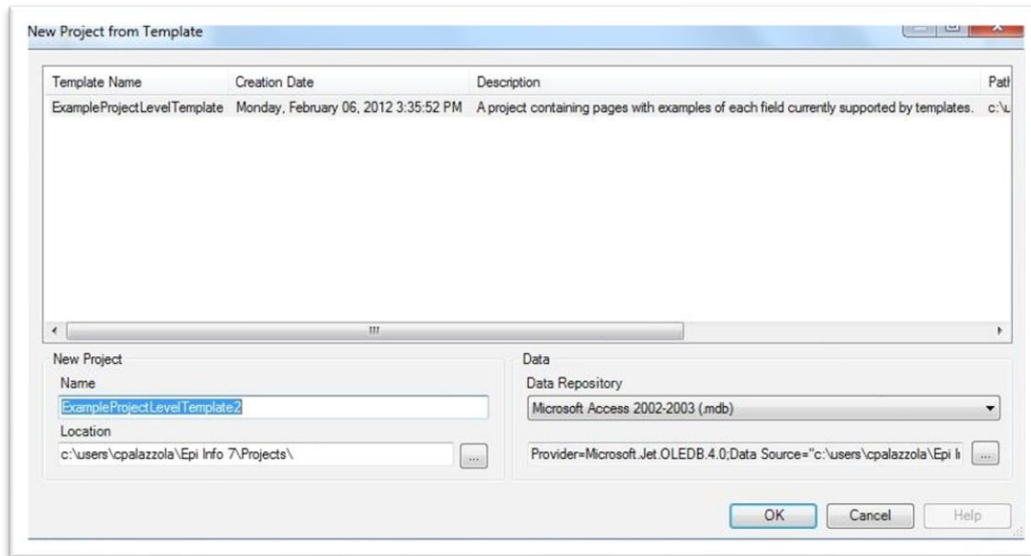 New Project from Template
Template Name Creation Date Description Path
ExampleProjectLevelTemplate Monday, February 06, 2012 3:35:52 PM A project containing pages with examples of each field currently supported by templates. c:\u
New Project
Name
ExampleProjectLevelTemplate2
Location
c:\users\cpalazzola\Epi Info 7\Projects\ ...
Data
Data Repository
Microsoft Access 2002-2003 (.mdb)
Provider=Microsoft.Jet.OLEDB.4.0;Data Source="c:\users\cpalazzola\Epi I ...
OK Cancel Help